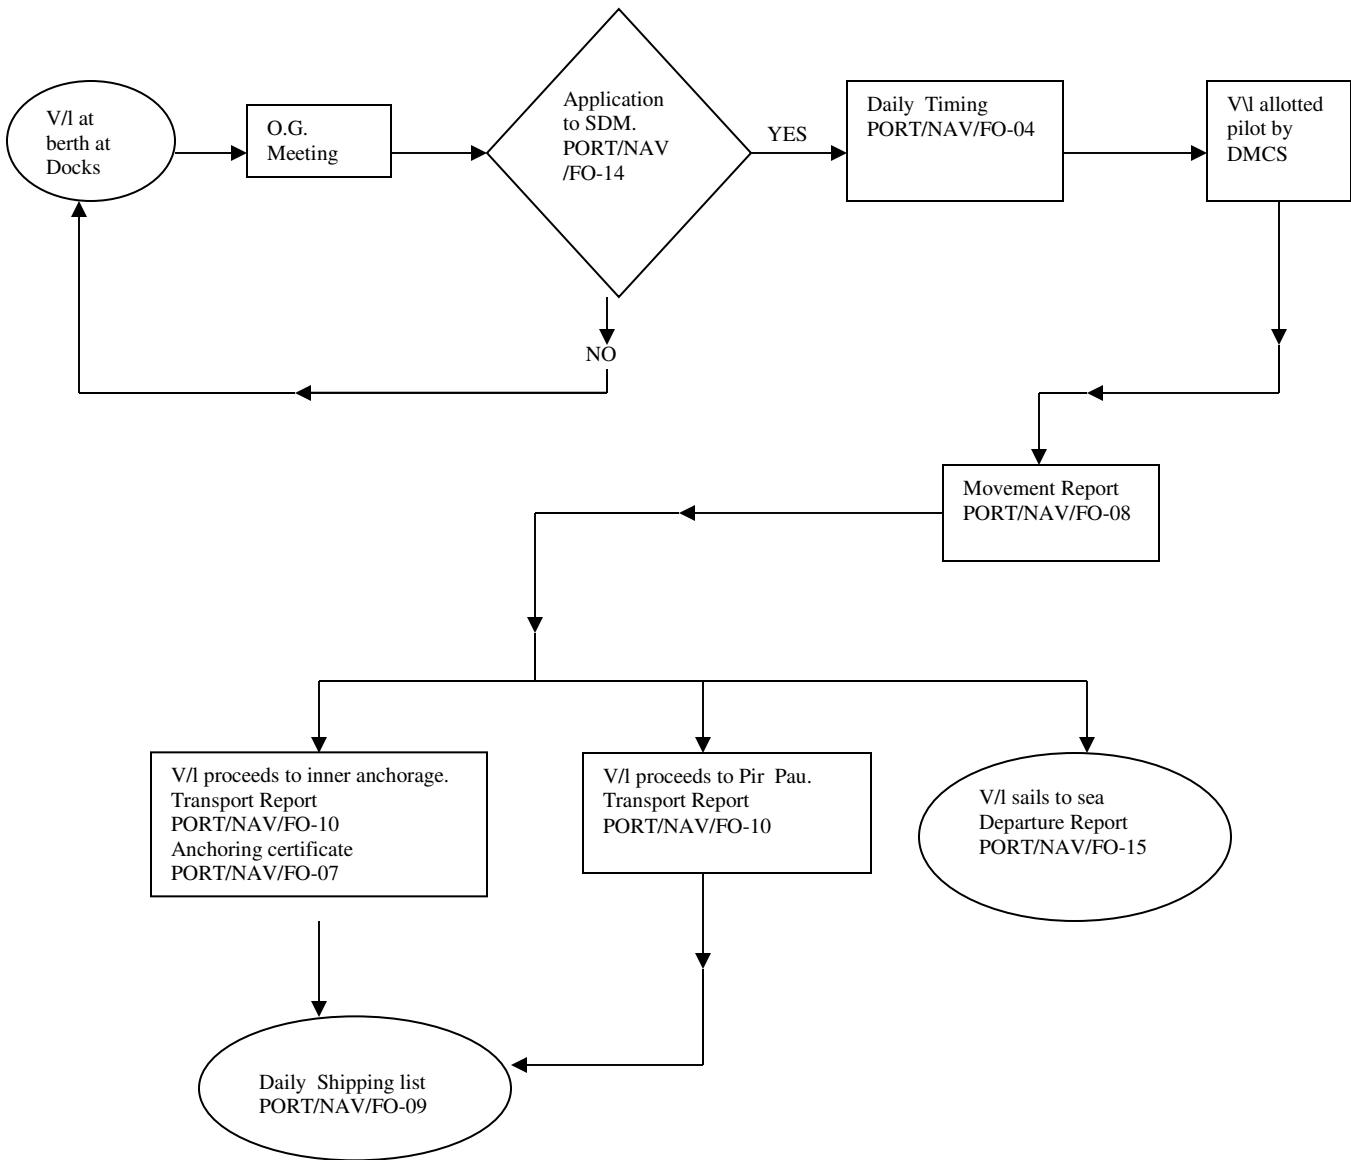 V/l at
berth at
Docks
O.G.
Meeting
Application
to SDM.
PORT/NAV
/FO-14
YES
Daily  Timing
PORT/NAV/FO-04
V\l allotted
pilot by
DMCS
NO
Movement Report
PORT/NAV/FO-08
V/l proceeds to inner anchorage.
Transport Report
PORT/NAV/FO-10
Anchoring certificate
PORT/NAV/FO-07
V/l proceeds to Pir  Pau.
Transport Report
PORT/NAV/FO-10
V/l sails to sea
Departure Report
PORT/NAV/FO-15
Daily  Shipping list
PORT/NAV/FO-09